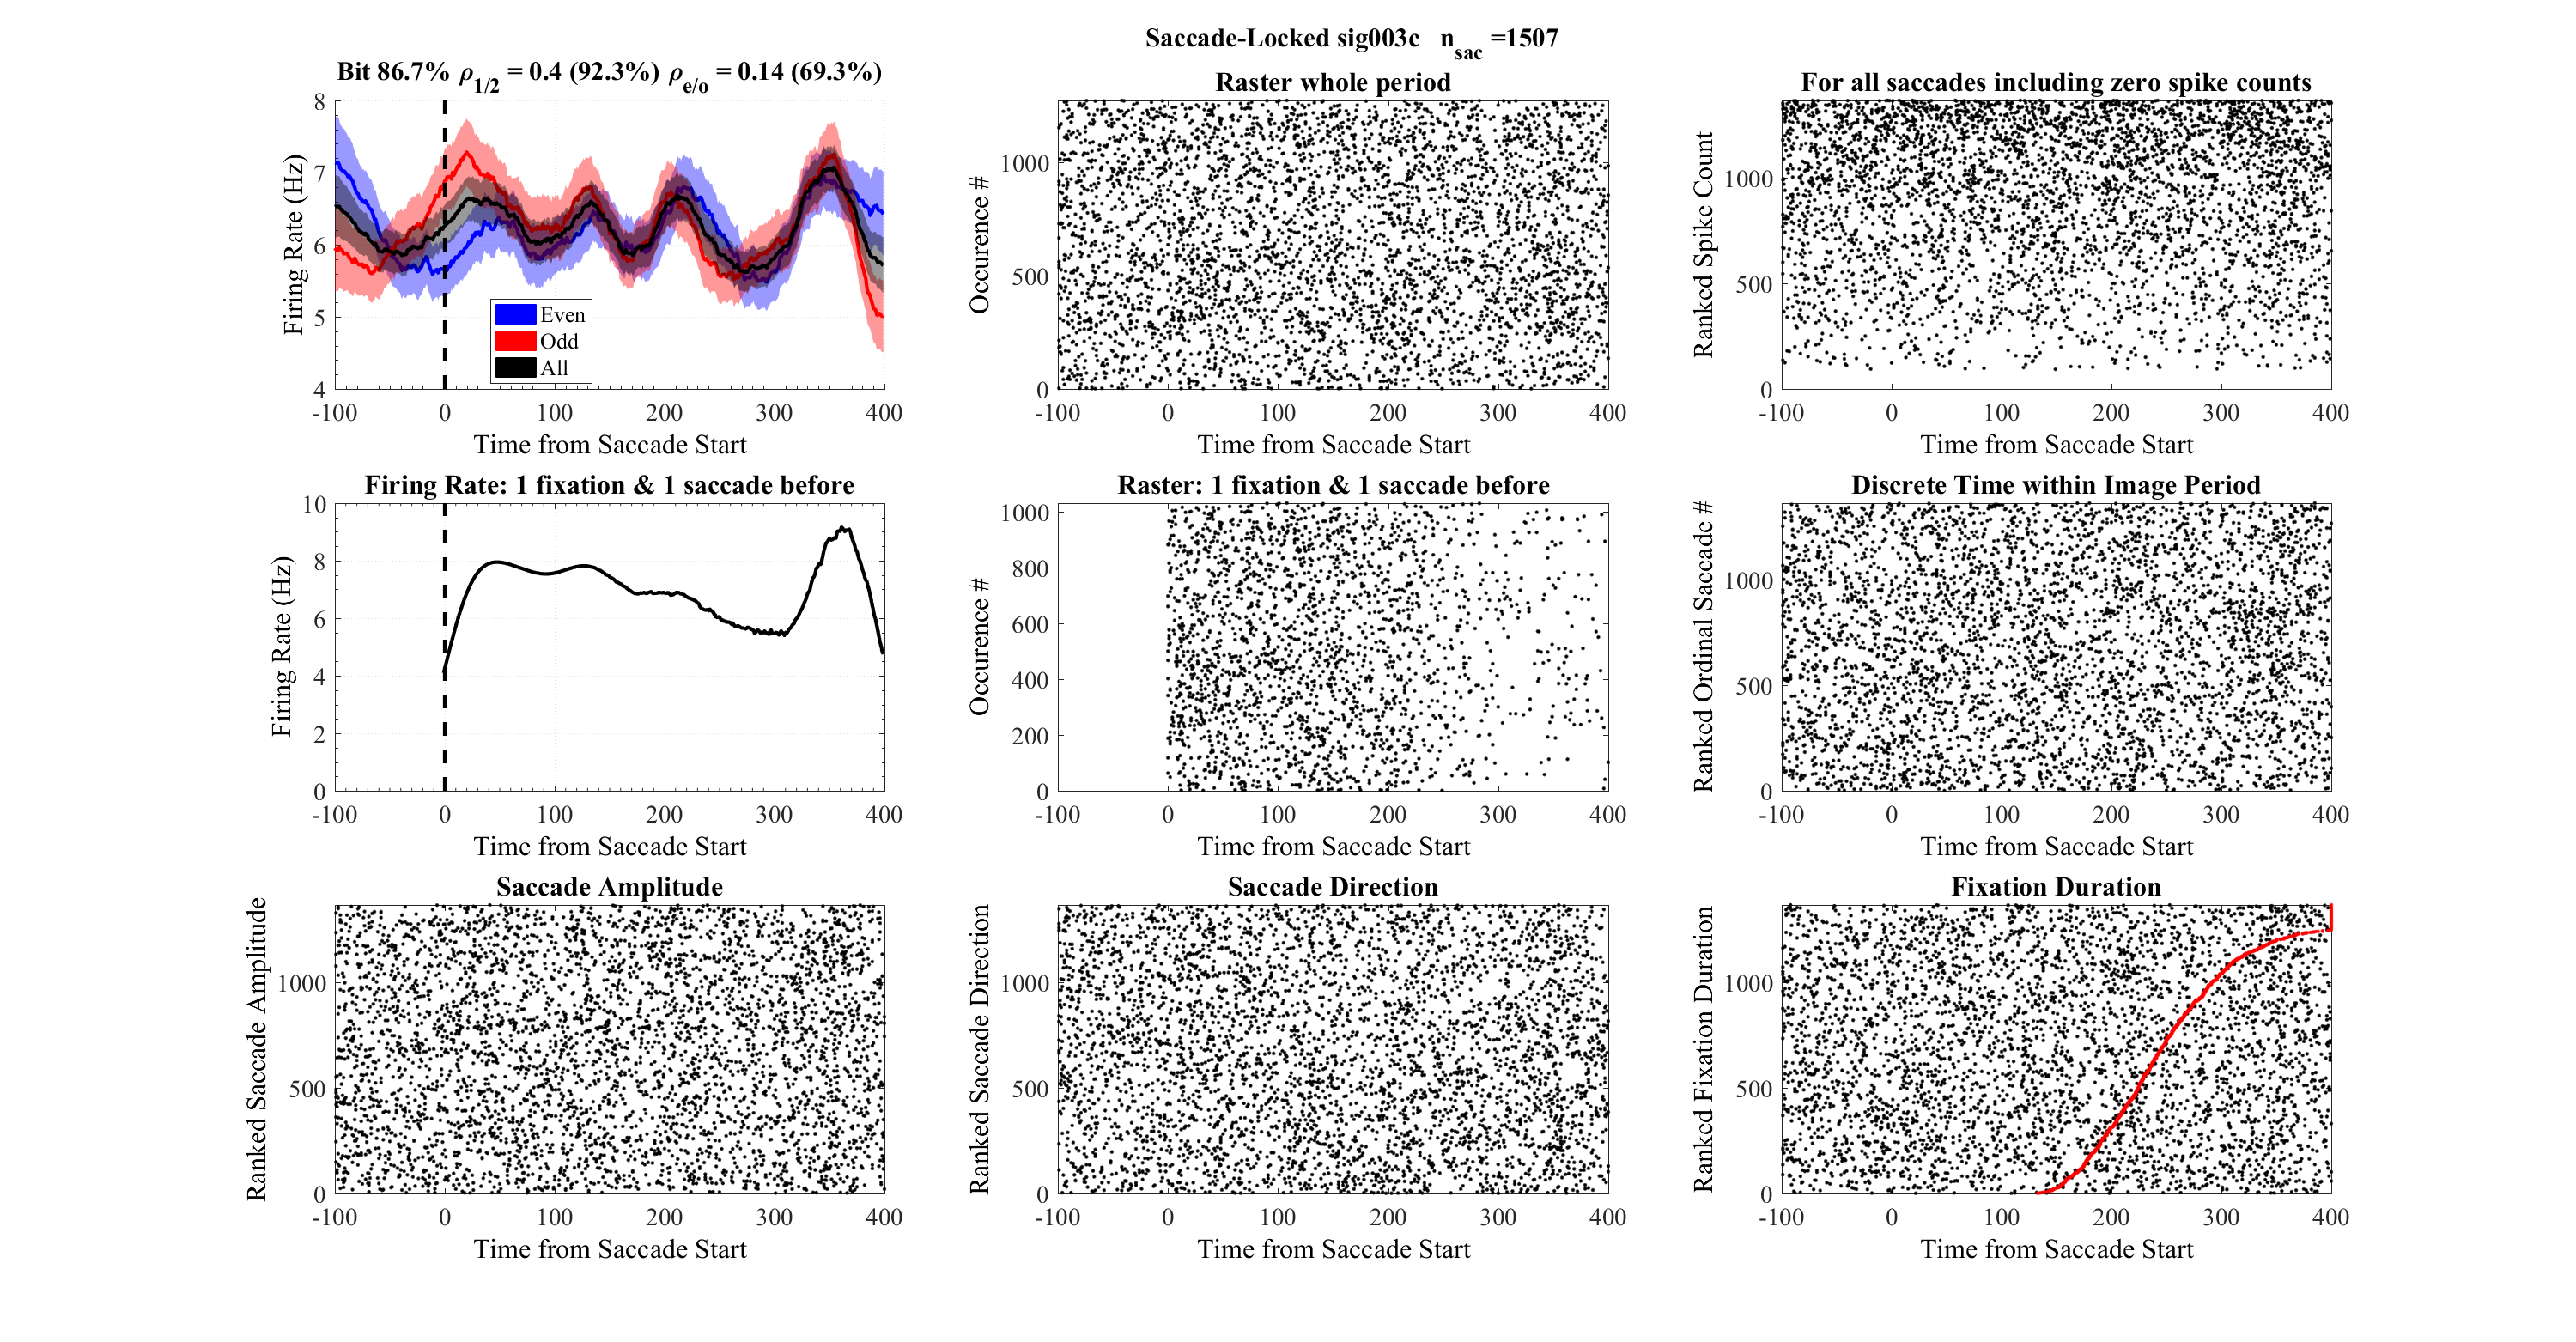 Saccade-Locked sig003c n_sac =1507
Bit 86.7% ρ_1/2 = 0.4 (92.3%) ρ_e/o = 0.14 (69.3%)
8
7
6
5
4
Firing Rate (Hz)
Even
Odd
All
-100 0 100 200 300 400
Time from Saccade Start
Raster whole period
1000
500
0
Occurence #
-100 0 100 200 300 400
Time from Saccade Start
For all saccades including zero spike counts
1000
500
0
Ranked Spike Count
-100 0 100 200 300 400
Time from Saccade Start
Firing Rate: 1 fixation & 1 saccade before
10
8
6
4
2
0
Firing Rate (Hz)
-100 0 100 200 300 400
Time from Saccade Start
Raster: 1 fixation & 1 saccade before
1000
800
600
400
200
0
Occurence #
-100 0 100 200 300 400
Time from Saccade Start
Discrete Time within Image Period
1000
500
0
Ranked Ordinal Saccade #
-100 0 100 200 300 400
Time from Saccade Start
Saccade Amplitude
1000
500
0
Ranked Saccade Amplitude
-100 0 100 200 300 400
Time from Saccade Start
Saccade Direction
1000
500
0
Ranked Saccade Direction
-100 0 100 200 300 400
Time from Saccade Start
Fixation Duration
1000
500
0
Ranked Fixation Duration
-100 0 100 200 300 400
Time from Saccade Start